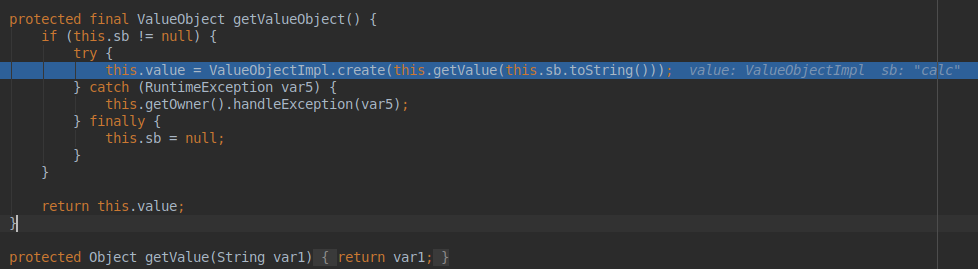 protected final ValueObject getValueObject() {
    if (this.sb != null) {
        try {
            this.value = ValueObjectImpl.create(this.getValue(this.sb.toString()));  value: ValueObjectImpl  sb: "calc"
        } catch (RuntimeException var5) {
            this.getOwner().handleException(var5);
        } finally {
            this.sb = null;
        }
    }

    return this.value;
}

protected Object getValue(String var1) { return var1; }